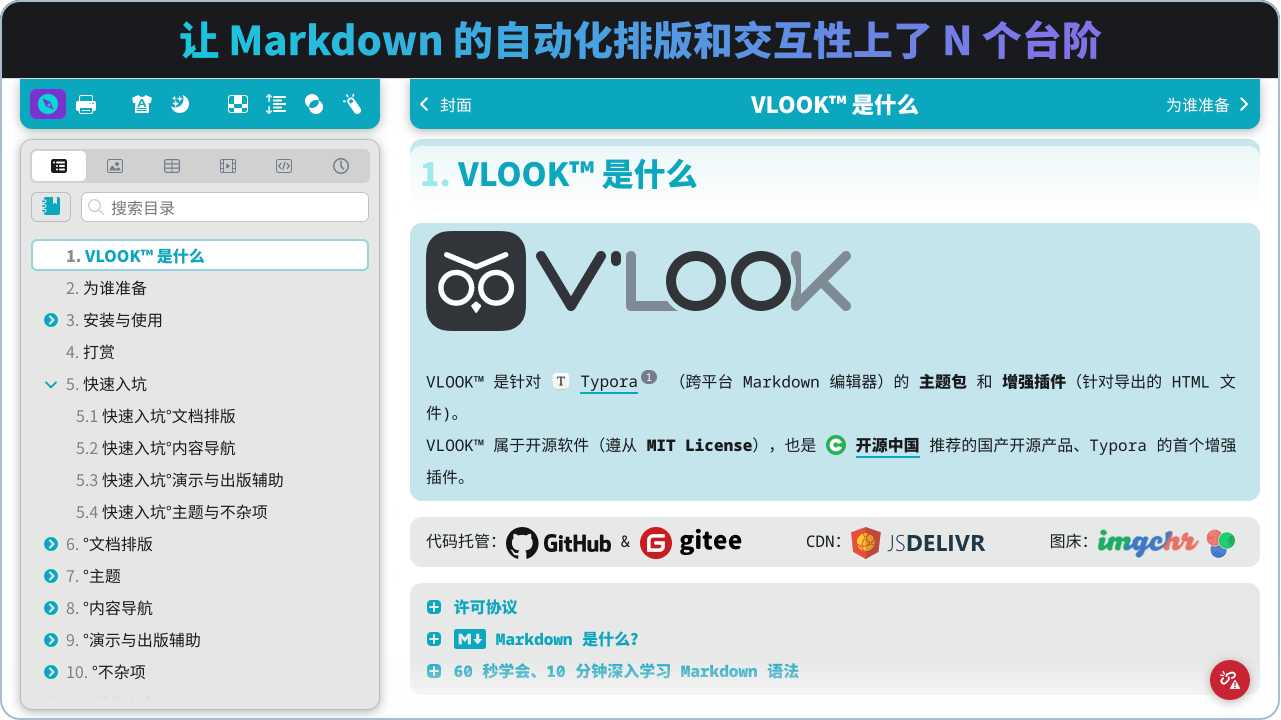 让 Markdown 的自动化排版和交互性上了 N 个台阶
封面
VLOOK™ 是什么
为谁准备
搜索目录
1. VLOOK™ 是什么
2. 为谁准备
3. 安装与使用
4. 打赏
5. 快速入坑
5.1 快速入坑°文档排版
5.2 快速入坑°内容导航
5.3 快速入坑°演示与出版辅助
5.4 快速入坑°主题与不杂项
6. °文档排版
7. °主题
8. °内容导航
9. °演示与出版辅助
10. °不杂项
1. VLOOK™ 是什么
VLOOK
VLOOK™ 是针对 T Typora 1 （跨平台 Markdown 编辑器）的 主题包 和 增强插件（针对导出的 HTML 文
件)。
VLOOK™ 属于开源软件（遵从 MIT License），也是 C 开源中国 推荐的国产开源产品、Typora 的首个增强
插件。
代码托管: GitHub & G gitee CDN: JSDELIVR 图床: imgchr
许可协议
M Markdown 是什么?
60 秒学会、10 分钟深入学习 Markdown 语法